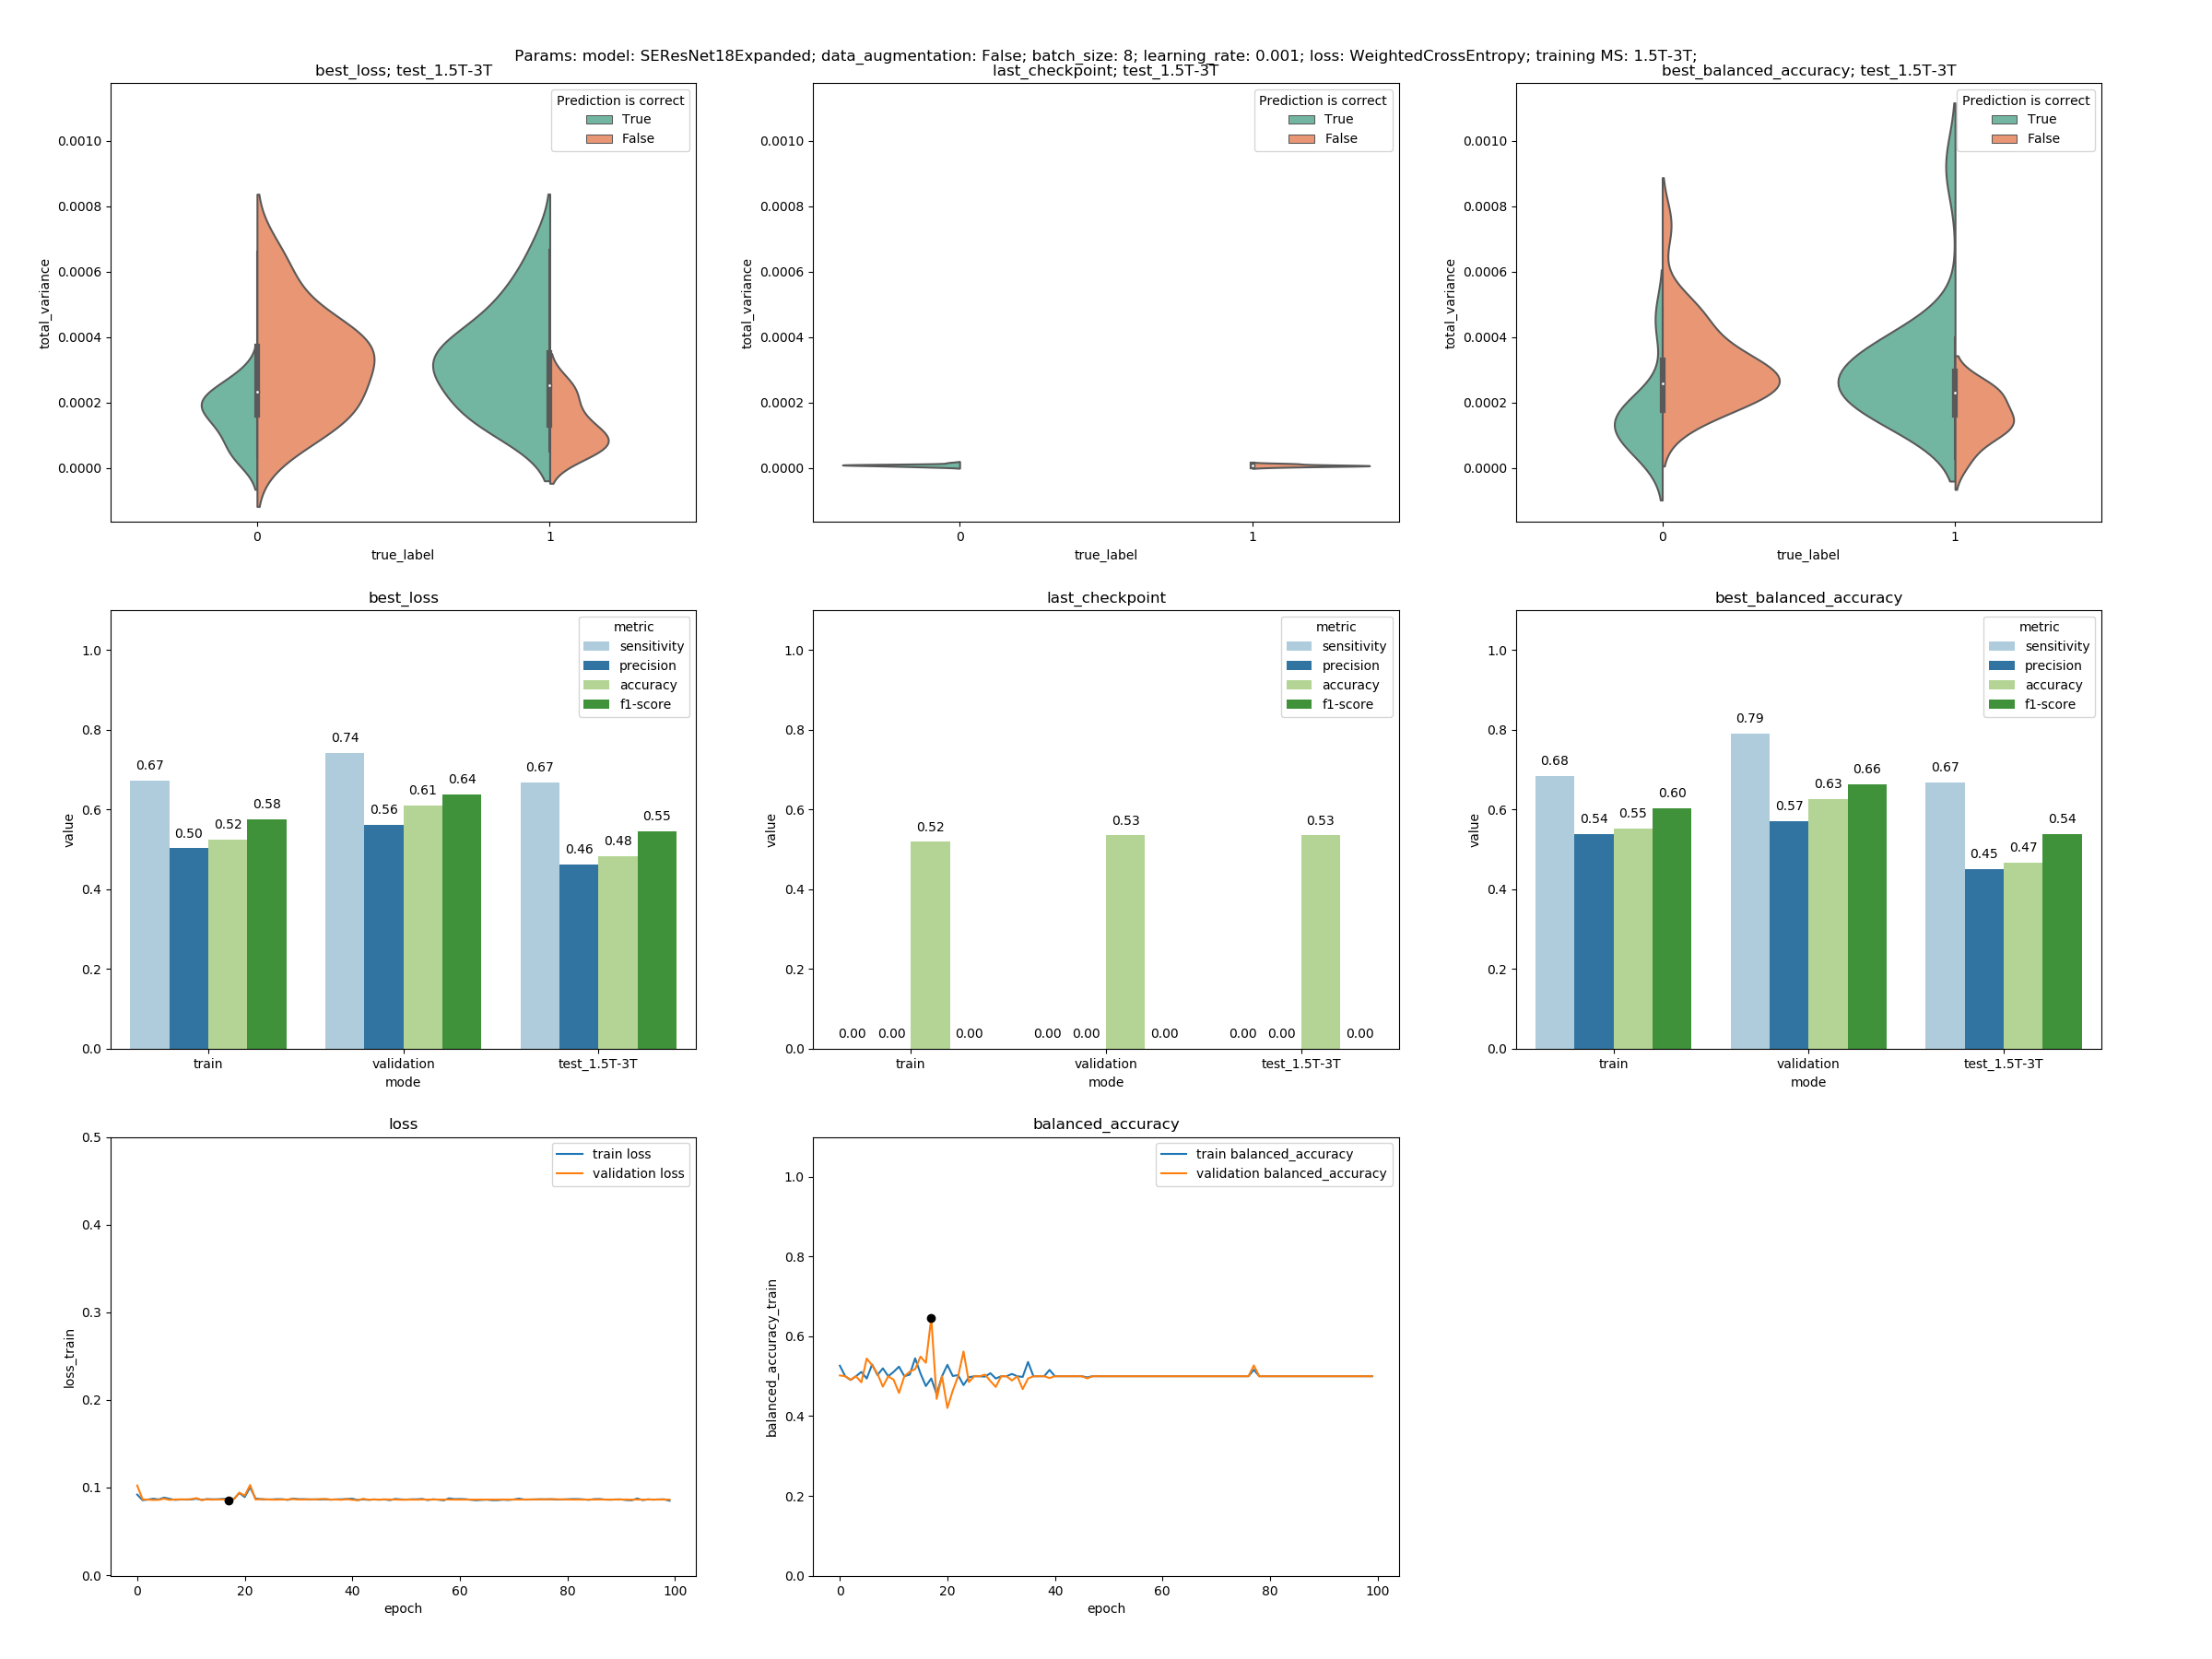 Params: model: SEResNet18Expanded; data_augmentation: False; batch_size: 8; learning_rate: 0.001; loss: WeightedCrossEntropy; training MS: 1.5T-3T;
best_loss; test_1.5T-3T
Prediction is correct
True
False
0.0010
0.0008
0.0006
0.0004
0.0002
0.0000
total_variance
0 1
true_label
last_checkpoint; test_1.5T-3T
Prediction is correct
True
False
0.0010
0.0008
0.0006
0.0004
0.0002
0.0000
total_variance
0 1
true_label
best_balanced_accuracy; test_1.5T-3T
Prediction is correct
True
False
0.0010
0.0008
0.0006
0.0004
0.0002
0.0000
total_variance
0 1
true_label
best_loss
metric
sensitivity
precision
accuracy
f1-score
1.0
0.8
0.6
0.4
0.2
0.0
value
0.67 0.50 0.52 0.58 0.74 0.56 0.61 0.64 0.67 0.46 0.48 0.55
train validation test_1.5T-3T
mode
last_checkpoint
metric
sensitivity
precision
accuracy
f1-score
1.0
0.8
0.6
0.4
0.2
0.0
value
0.00 0.00 0.52 0.00 0.00 0.00 0.53 0.00 0.00 0.00 0.53 0.00
train validation test_1.5T-3T
mode
best_balanced_accuracy
metric
sensitivity
precision
accuracy
f1-score
1.0
0.8
0.6
0.4
0.2
0.0
value
0.68 0.54 0.55 0.60 0.79 0.57 0.63 0.66 0.67 0.45 0.47 0.54
train validation test_1.5T-3T
mode
loss
train loss
validation loss
0.5
0.4
0.3
0.2
0.1
0.0
loss_train
0 20 40 60 80 100
epoch
balanced_accuracy
train balanced_accuracy
validation balanced_accuracy
1.0
0.8
0.6
0.4
0.2
0.0
balanced_accuracy_train
0 20 40 60 80 100
epoch